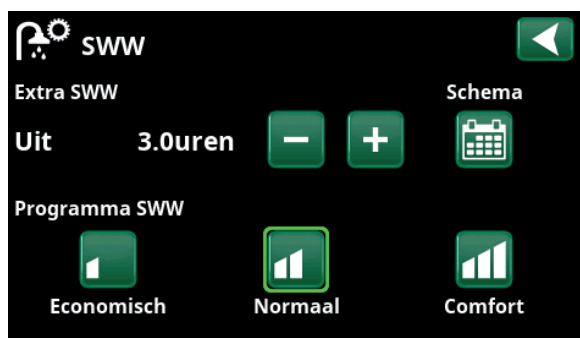 SWW
Extra SWW Schema
Uit 3.0uren
Programma SWW
Economisch Normaal Comfort